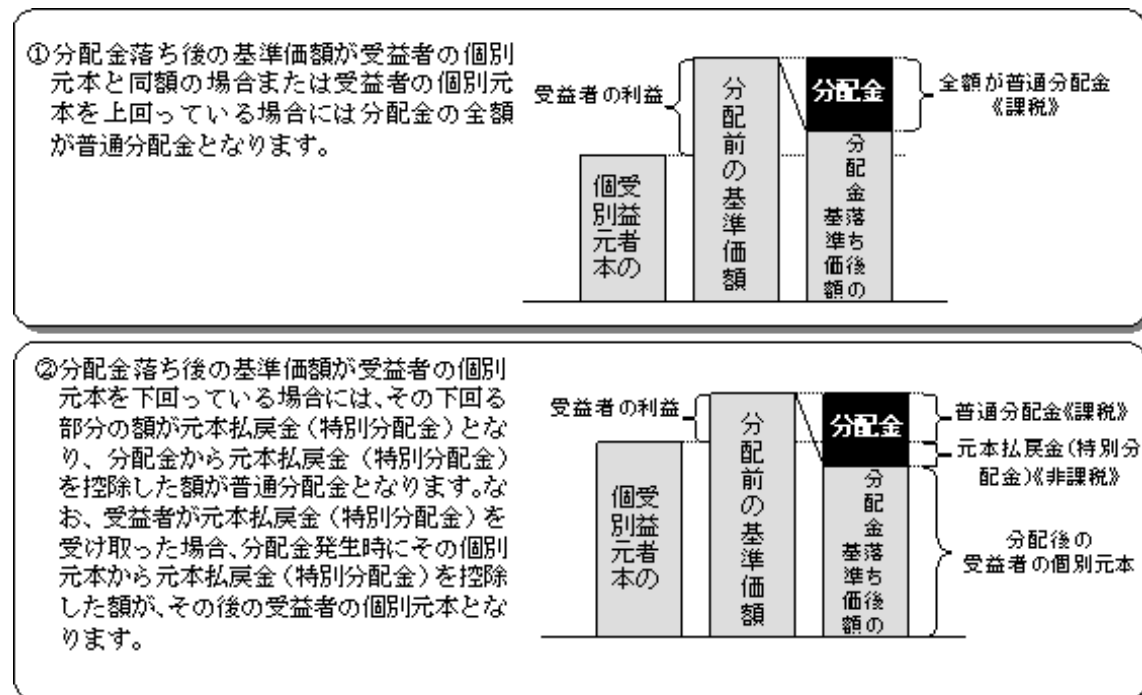 ①分配金落ち後の基準価額が受益者の個別
元本と同額の場合または受益者の個別元
本を上回っている場合には分配金の全額
が普通分配金となります。
受益者の利益
個別元本
受益者の
分配前の基準価額
分配金
基準価額
分配金落ち後の
全額が普通分配金
《課税》
②分配金落ち後の基準価額が受益者の個別
元本を下回っている場合には、その下回る
部分の額が元本払戻金(特別分配金)とな
り、分配金から元本払戻金(特別分配金)
を控除した額が普通分配金となります。な
お、受益者が元本払戻金(特別分配金)を
受け取った場合、分配金発生時にその個別
元本から元本払戻金(特別分配金)を控除
した額が、その後の受益者の個別元本とな
ります。
受益者の利益
受益者の
個別元本
分配前の基準価額
分配金
分配金落ち後の
基準価額
普通分配金《課税》
元本払戻金(特別分
配金)《非課税》
分配後の
受益者の個別元本